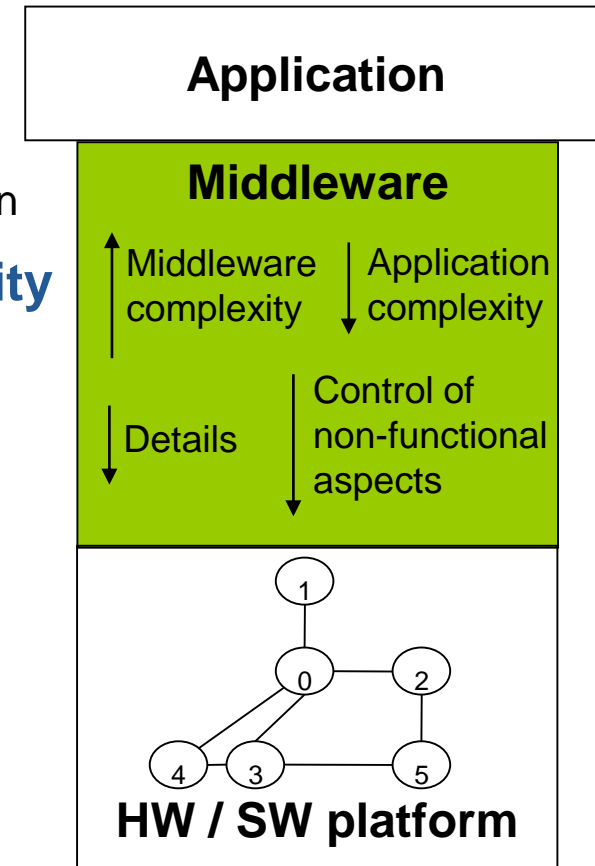 Application
Middleware
n
ity
Middleware
complexity
Application
complexity
Details
Control of
non-functional
aspects
1
0
2
4
3
5
HW / SW platform